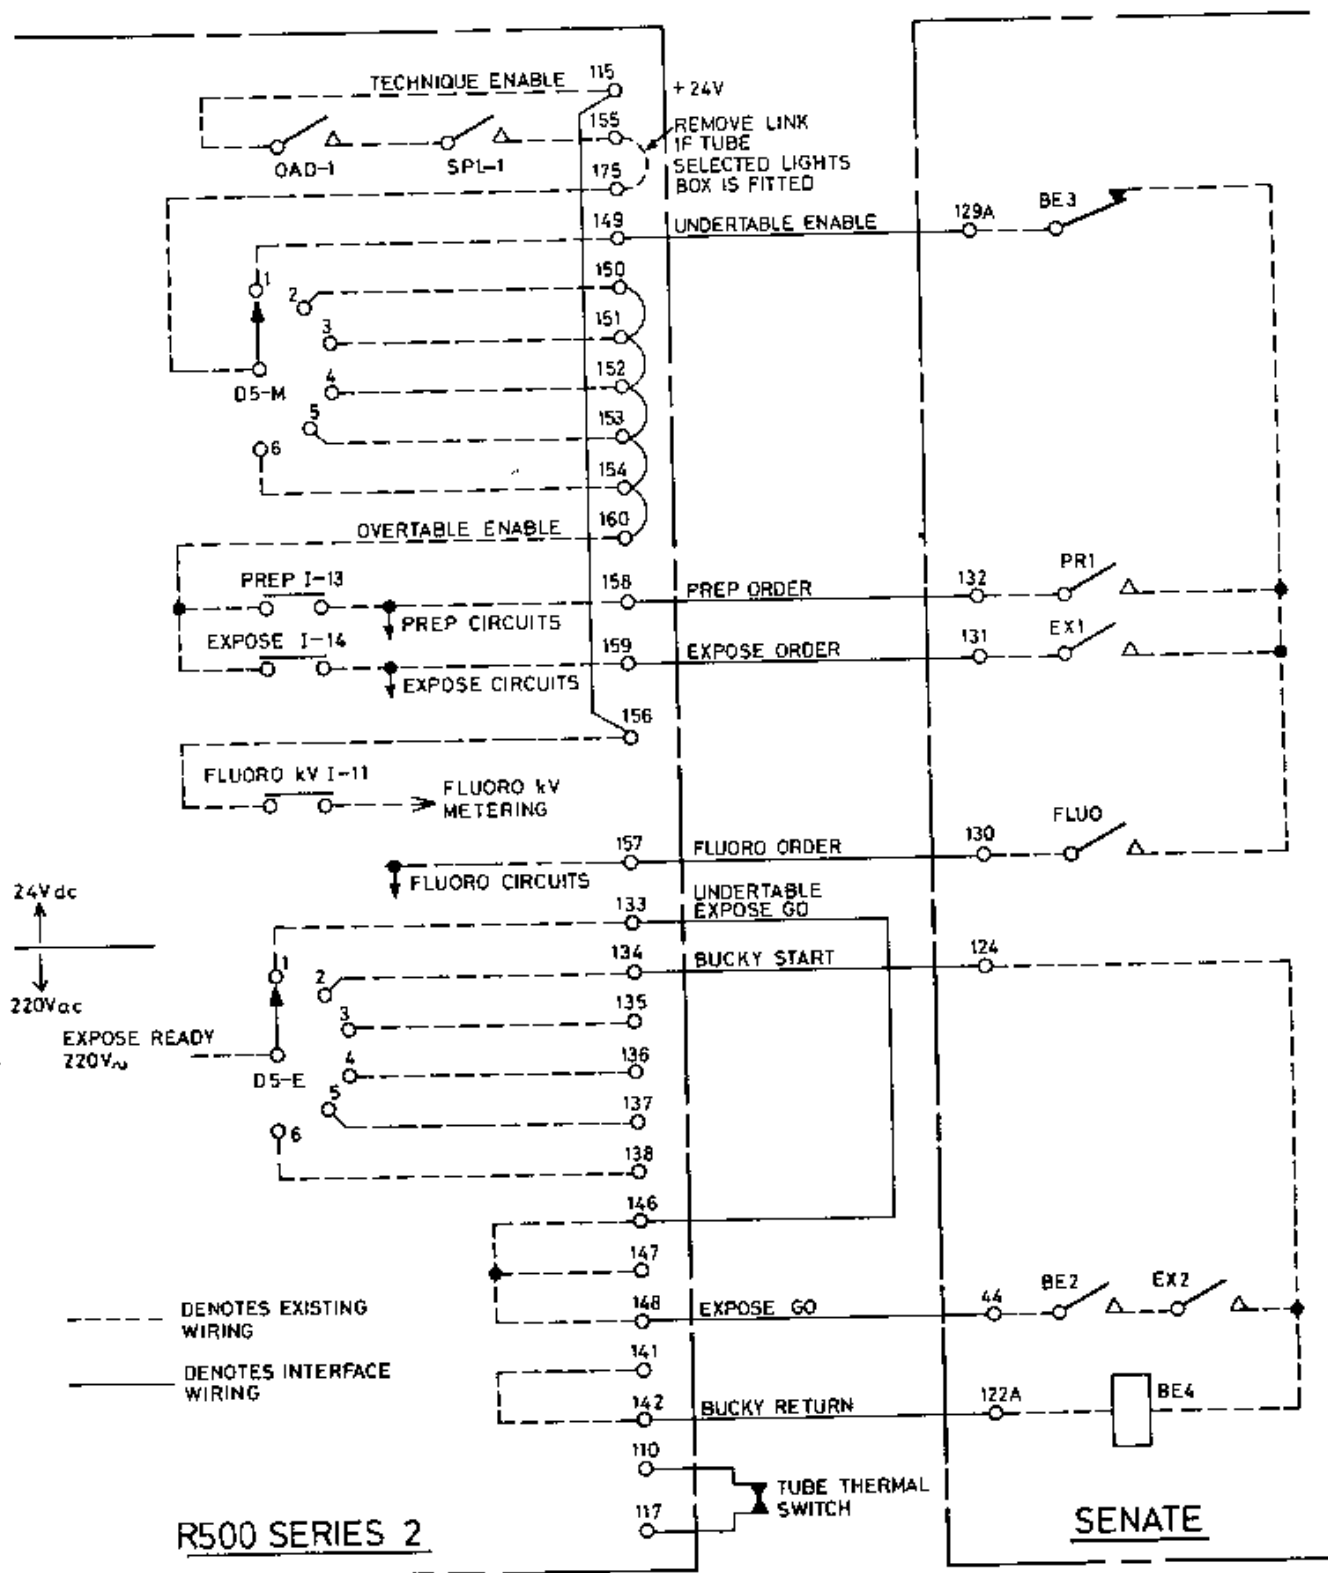 TECHNIQUE ENABLE
115
+24V
155
REMOVE LINK
IF TUBE
SELECTED LIGHTS
BOX IS FITTED
OAD-1
SPL-1
175
149
UNDERTABLE ENABLE
129A
BE3
1
150
2
151
3
152
4
D5-M
153
5
6
154
OVERTABLE ENABLE
160
PREP I-13
158
PREP ORDER
132
PR1
PREP CIRCUITS
EXPOSE I-14
159
EXPOSE ORDER
131
EX1
EXPOSE CIRCUITS
156
FLUORO kV I-11
FLUORO kV
METERING
157
FLUORO ORDER
130
FLUO
FLUORO CIRCUITS
24Vdc
220Vac
133
UNDERTABLE
EXPOSE GO
1
134
BUCKY START
124
2
135
3
EXPOSE READY
220V~
136
4
D5-E
137
5
6
138
146
147
148
EXPOSE GO
44
BE2
EX2
DENOTES EXISTING
WIRING
141
DENOTES INTERFACE
WIRING
142
BUCKY RETURN
122A
BE4
110
TUBE THERMAL
SWITCH
117
R500 SERIES 2
SENATE